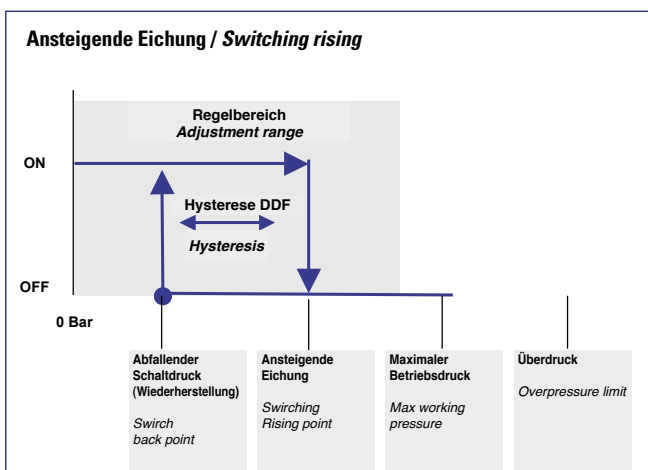 Ansteigende Eichung / Switching rising
Regelbereich
Adjustment range
ON
Hysterese DDF
Hysteresis
OFF
0 Bar
Abfallender
Schaltdruck
(Wiederherstellung)
Swirch
back point
Ansteigende
Eichung
Swirching
Rising point
Maximaler
Betriebsdruck
Max working
pressure
Überdruck
Overpressure limit